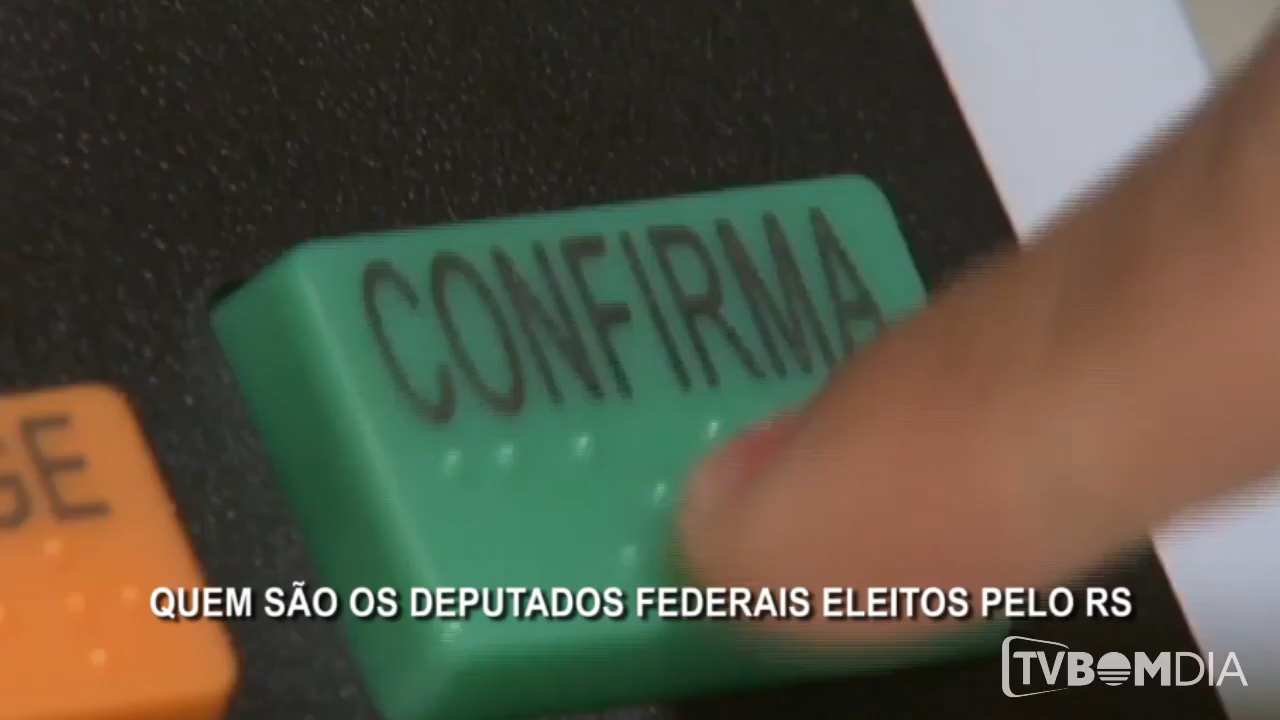 CONFIRMA
GE
QUEM SÃO OS DEPUTADOS FEDERAIS ELEITOS PELO RS
TVBOMDIA